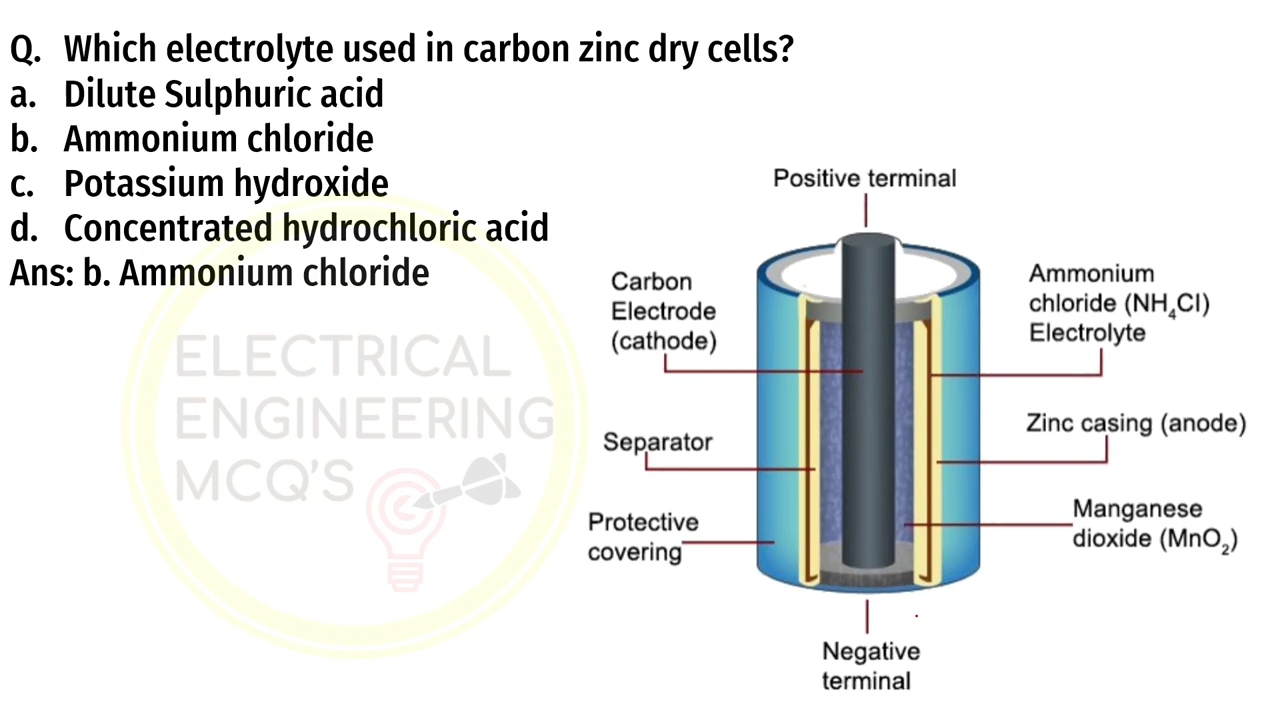 Q. Which electrolyte used in carbon zinc dry cells?
a. Dilute Sulphuric acid
b. Ammonium chloride
c. Potassium hydroxide
d. Concentrated hydrochloric acid
Ans: b. Ammonium chloride
ELECTRICAL
ENGINEERING
MCQ'S
Positive terminal
Carbon
Electrode
(cathode)
Ammonium
chloride (NH₄Cl)
Electrolyte
Separator
Zinc casing (anode)
Protective
covering
Manganese
dioxide (MnO₂)
Negative
terminal